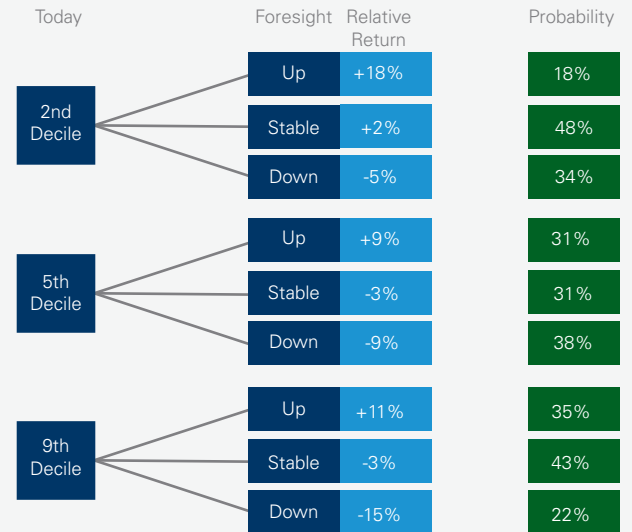 Today
Foresight
Relative
Return
Probability
2nd
Decile
Up
+18%
18%
Stable
+2%
48%
Down
-5%
34%
5th
Decile
Up
+9%
31%
Stable
-3%
31%
Down
-9%
38%
9th
Decile
Up
+11%
35%
Stable
-3%
43%
Down
-15%
22%